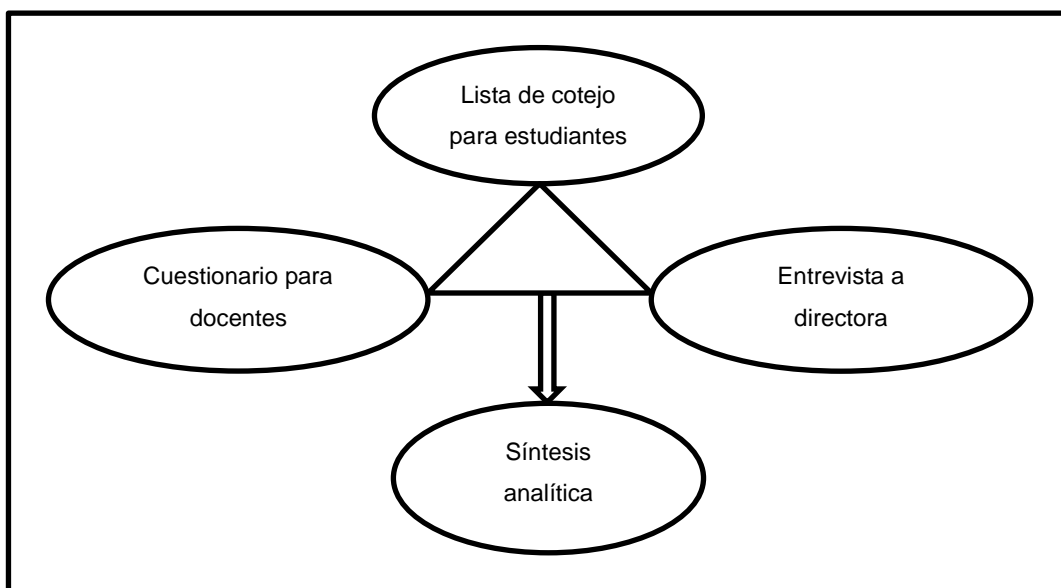 Lista de cotejo
para estudiantes
Cuestionario para
docentes
Entrevista a
directora
Síntesis
analítica